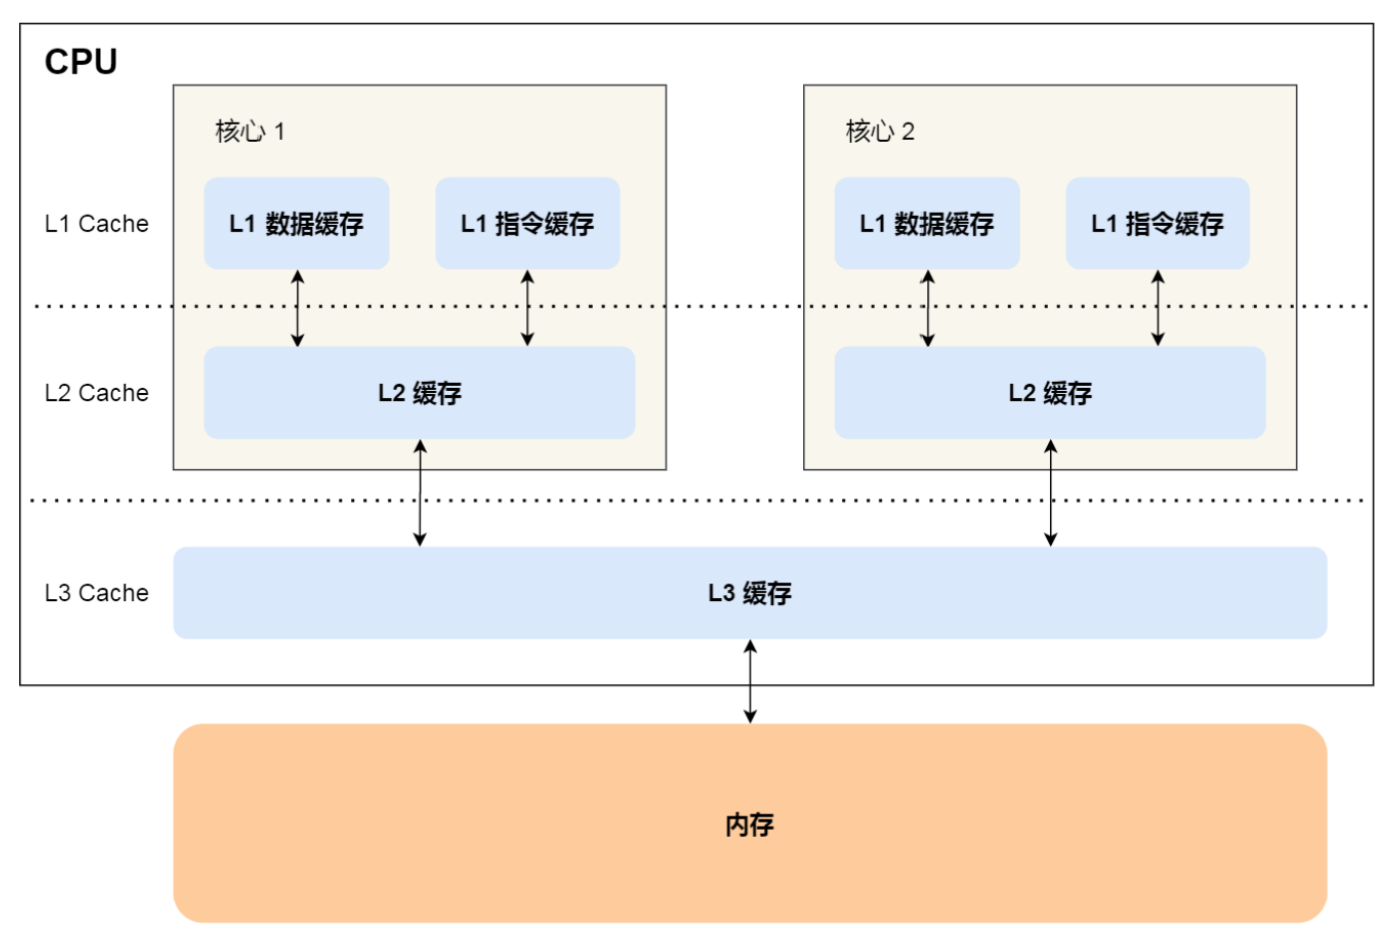 CPU
核心 1
核心 2
L1 Cache
L1 数据缓存
L1 指令缓存
L1 数据缓存
L1 指令缓存
L2 Cache
L2 缓存
L2 缓存
L3 Cache
L3 缓存
内存